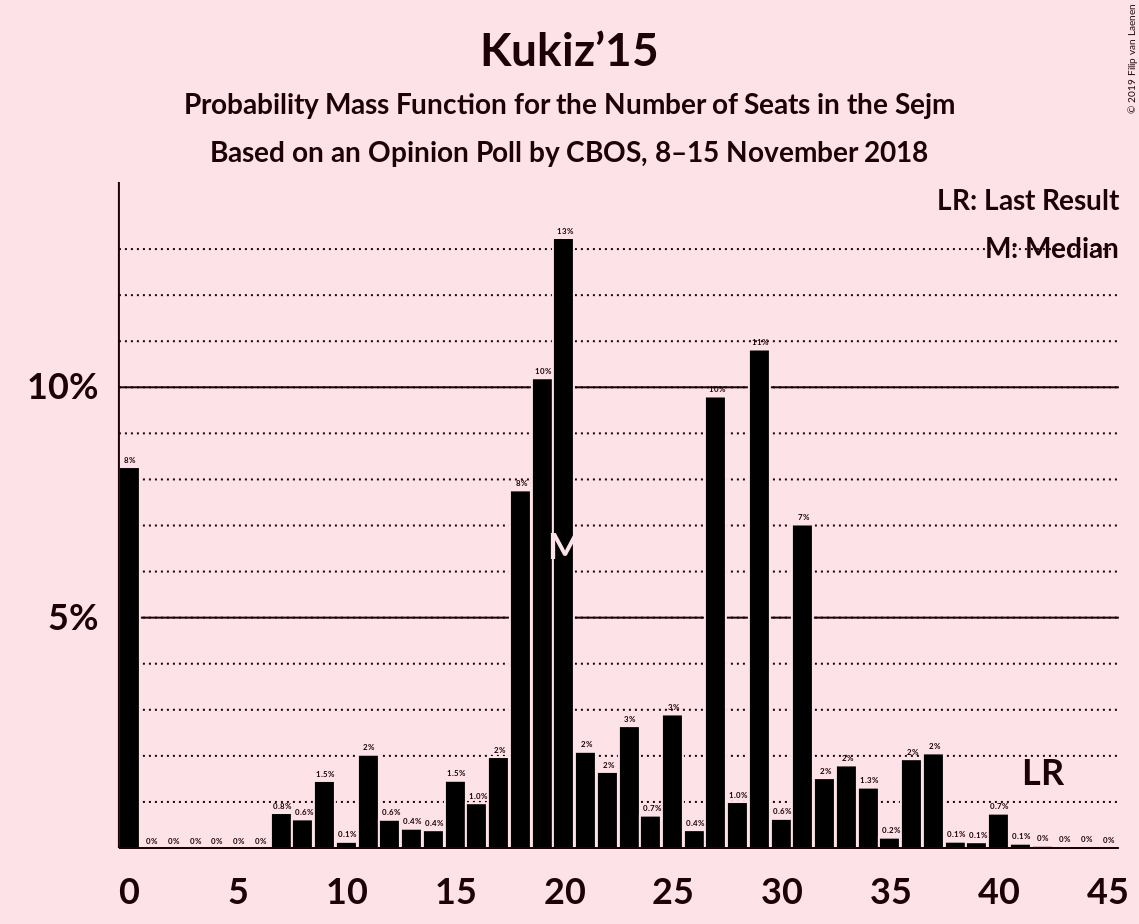 © 2019 Filip van Laenen
Kukiz’15
Probability Mass Function for the Number of Seats in the Sejm
Based on an Opinion Poll by CBOS, 8–15 November 2018
LR: Last Result
M: Median
10%
5%
8% 0% 0% 0% 0% 0% 0% 0.8% 0.6% 1.5% 0.1% 2% 0.6% 0.4% 0.4% 1.5% 1.0% 2% 8% 10% 13% 2% 2% 3% 0.7% 3% 0.4% 10% 1.0% 11% 0.6% 7% 2% 2% 1.3% 0.2% 2% 2% 0.1% 0.1% 0.7% 0.1% 0% 0% 0% 0%
M
LR
0 5 10 15 20 25 30 35 40 45